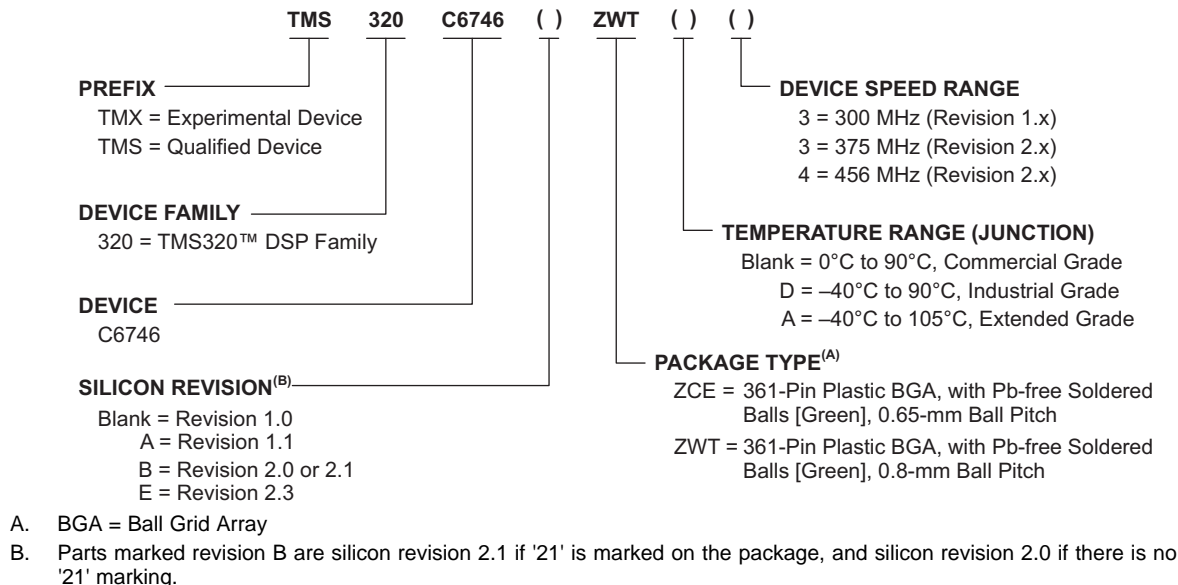 TMS 320 C6746 ( ) ZWT ( ) ( )
PREFIX
TMX = Experimental Device
TMS = Qualified Device
DEVICE FAMILY
320 = TMS320™ DSP Family
DEVICE
C6746
SILICON REVISION(B)
Blank = Revision 1.0
A = Revision 1.1
B = Revision 2.0 or 2.1
E = Revision 2.3
DEVICE SPEED RANGE
3 = 300 MHz (Revision 1.x)
3 = 375 MHz (Revision 2.x)
4 = 456 MHz (Revision 2.x)
TEMPERATURE RANGE (JUNCTION)
Blank = 0°C to 90°C, Commercial Grade
D = –40°C to 90°C, Industrial Grade
A = –40°C to 105°C, Extended Grade
PACKAGE TYPE(A)
ZCE = 361-Pin Plastic BGA, with Pb-free Soldered
Balls [Green], 0.65-mm Ball Pitch
ZWT = 361-Pin Plastic BGA, with Pb-free Soldered
Balls [Green], 0.8-mm Ball Pitch
A. BGA = Ball Grid Array
B. Parts marked revision B are silicon revision 2.1 if '21' is marked on the package, and silicon revision 2.0 if there is no
'21' marking.